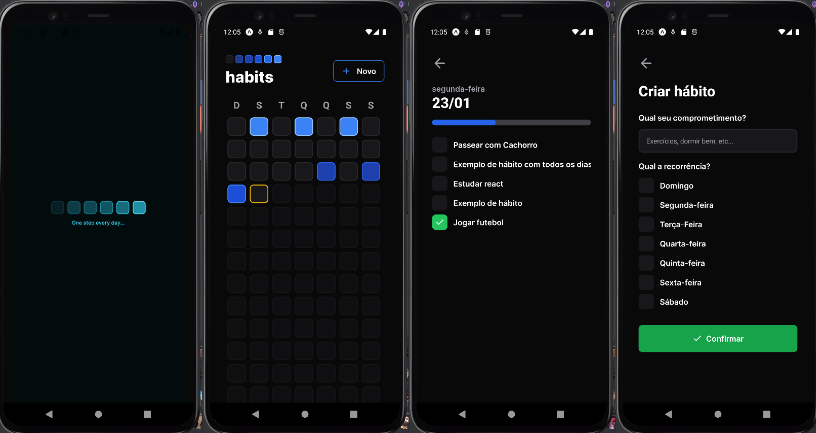 One step every day...
12:05
habits
+ Novo
D S T Q Q S S
12:05
segunda-feira
23/01
Passear com Cachorro
Exemplo de hábito com todos os dias
Estudar react
Exemplo de hábito
Jogar futebol
12:05
Criar hábito
Qual seu comprometimento?
Exercícios, dormir bem, etc...
Qual a recorrência?
Domingo
Segunda-feira
Terça-Feira
Quarta-feira
Quinta-feira
Sexta-feira
Sábado
Confirmar